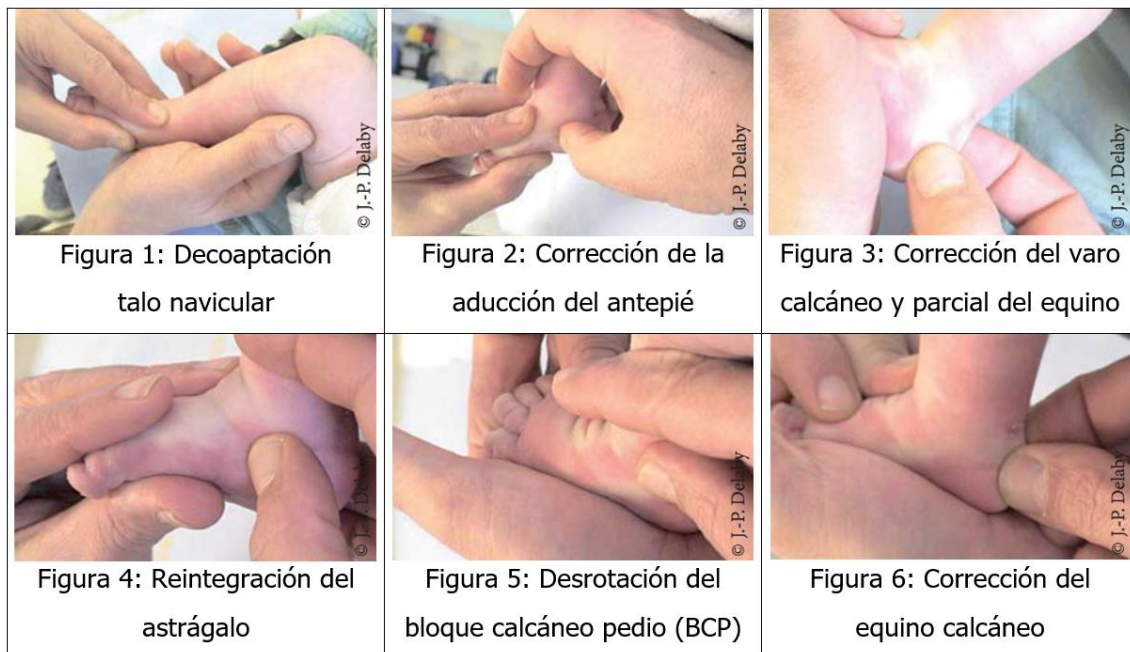 © J.-P. Delaby
© J.-P. Delaby
© J.-P. Delaby
Figura 1: Decoaptación
talo navicular
Figura 2: Corrección de la
aducción del antepié
Figura 3: Corrección del varo
calcáneo y parcial del equino
© J.-P. Delaby
© J.-P. Delaby
© J.-P. Delaby
Figura 4: Reintegración del
astrágalo
Figura 5: Desrotación del
bloque calcáneo pedio (BCP)
Figura 6: Corrección del
equino calcáneo